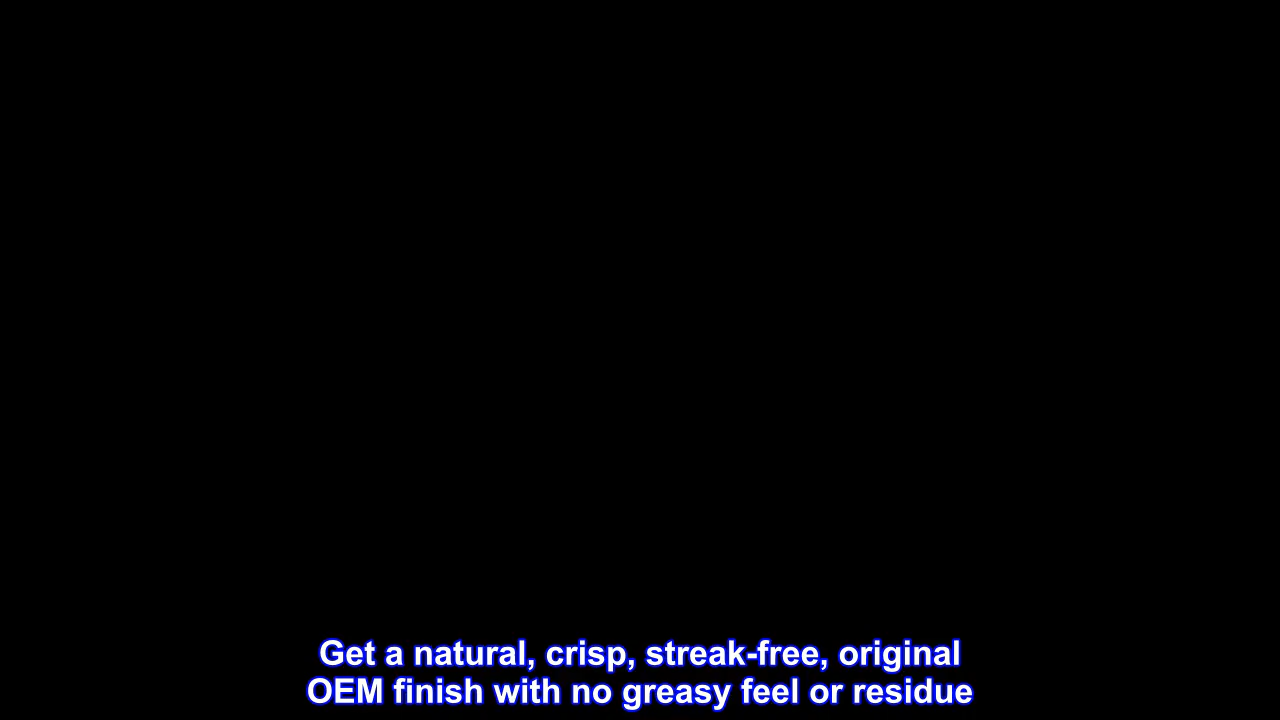 Get a natural, crisp, streak-free, original
OEM finish with no greasy feel or residue